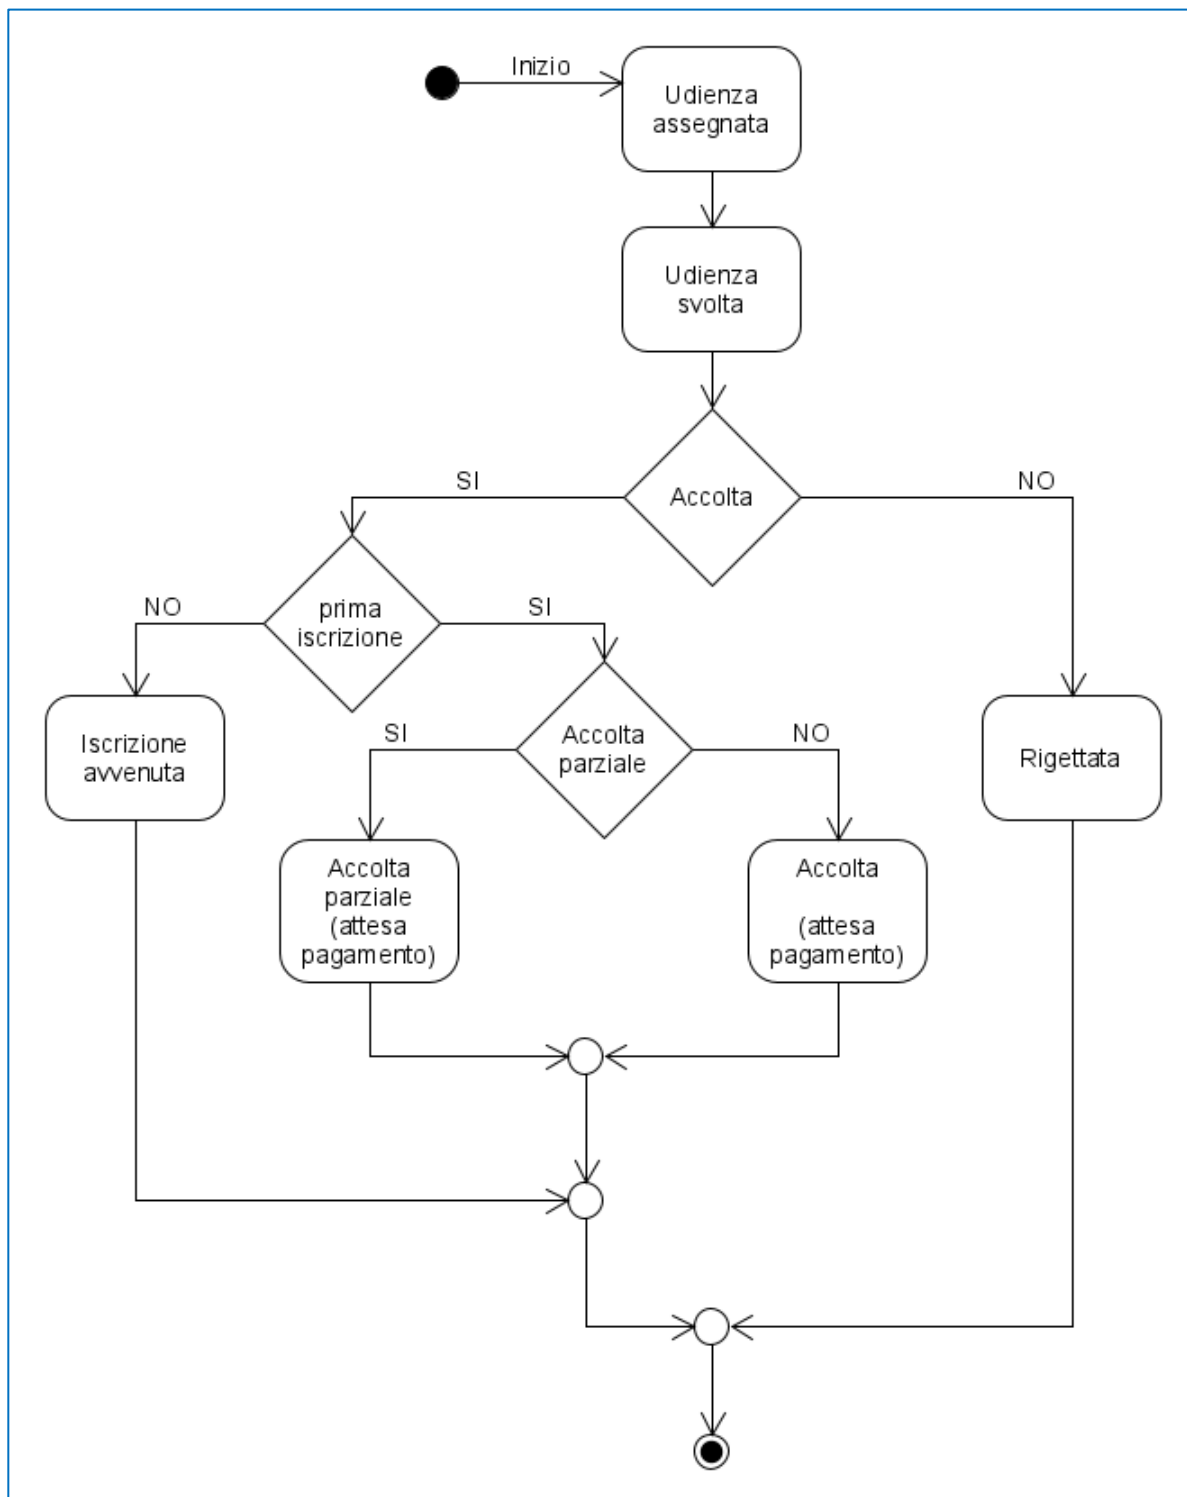 Inizio
Udienza
assegnata
Udienza
svolta
Accolta
SI
NO
prima
iscrizione
NO
SI
Iscrizione
avvenuta
Accolta
parziale
SI
NO
Rigettata
Accolta
parziale
(attesa
pagamento)
Accolta
(attesa
pagamento)